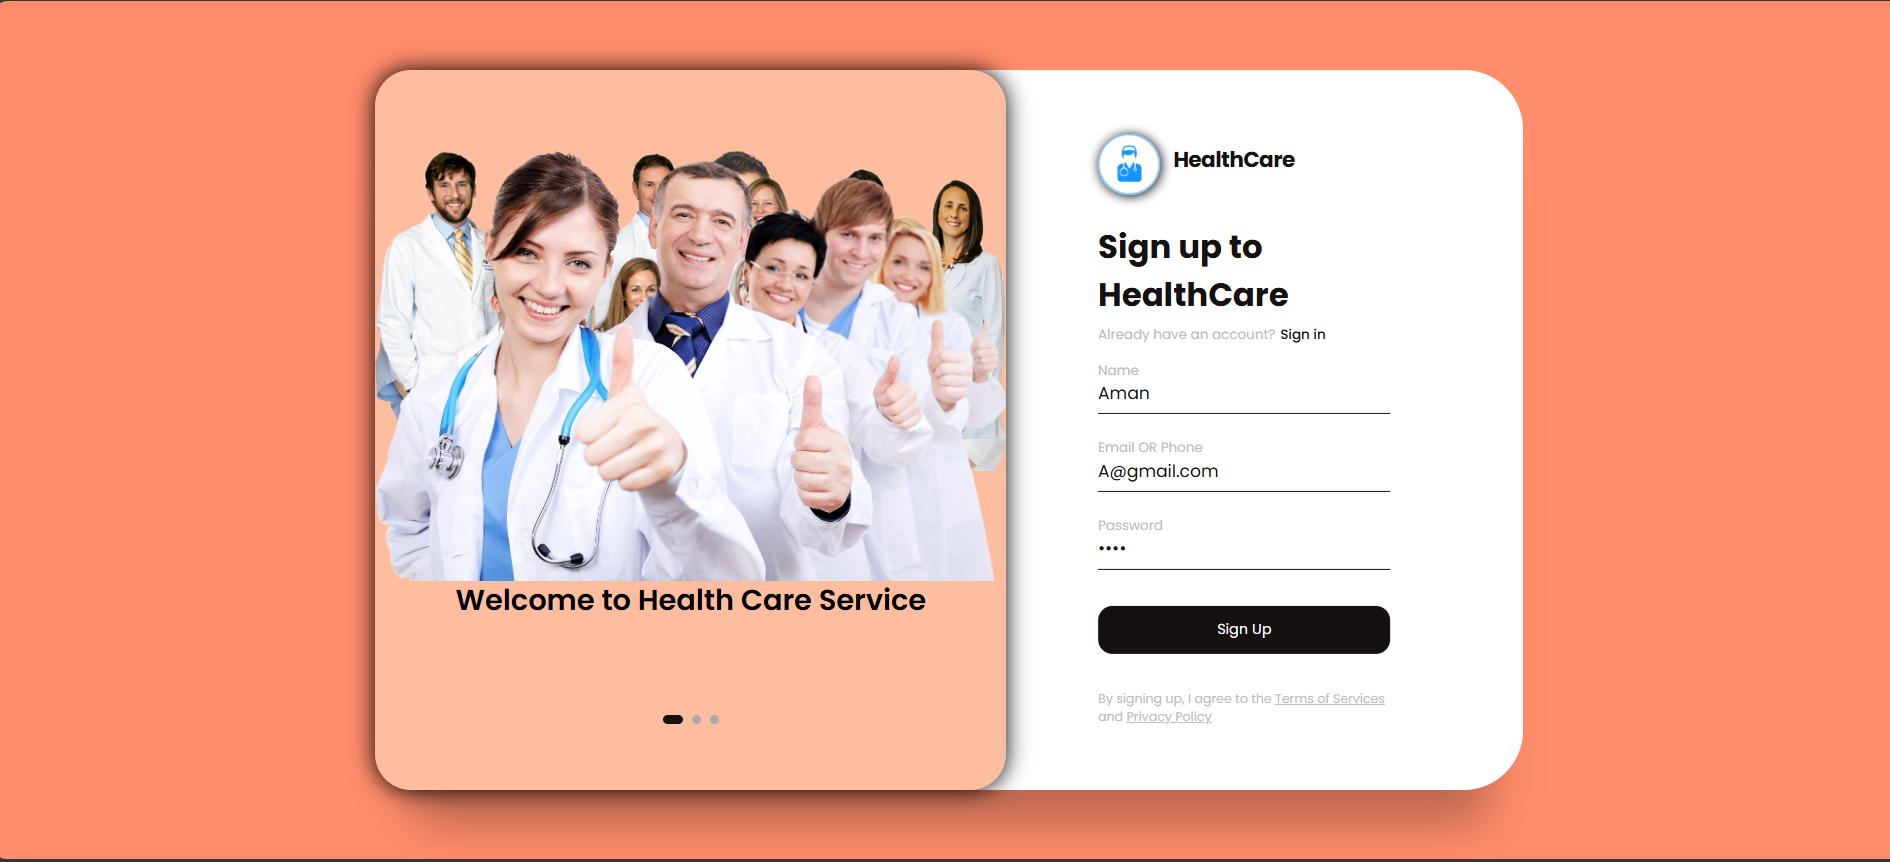 Welcome to Health Care Service
HealthCare
Sign up to
HealthCare
Already have an account? Sign in
Name
Aman
Email OR Phone
A@gmail.com
Password
••••
Sign Up
By signing up, I agree to the Terms of Services
and Privacy Policy